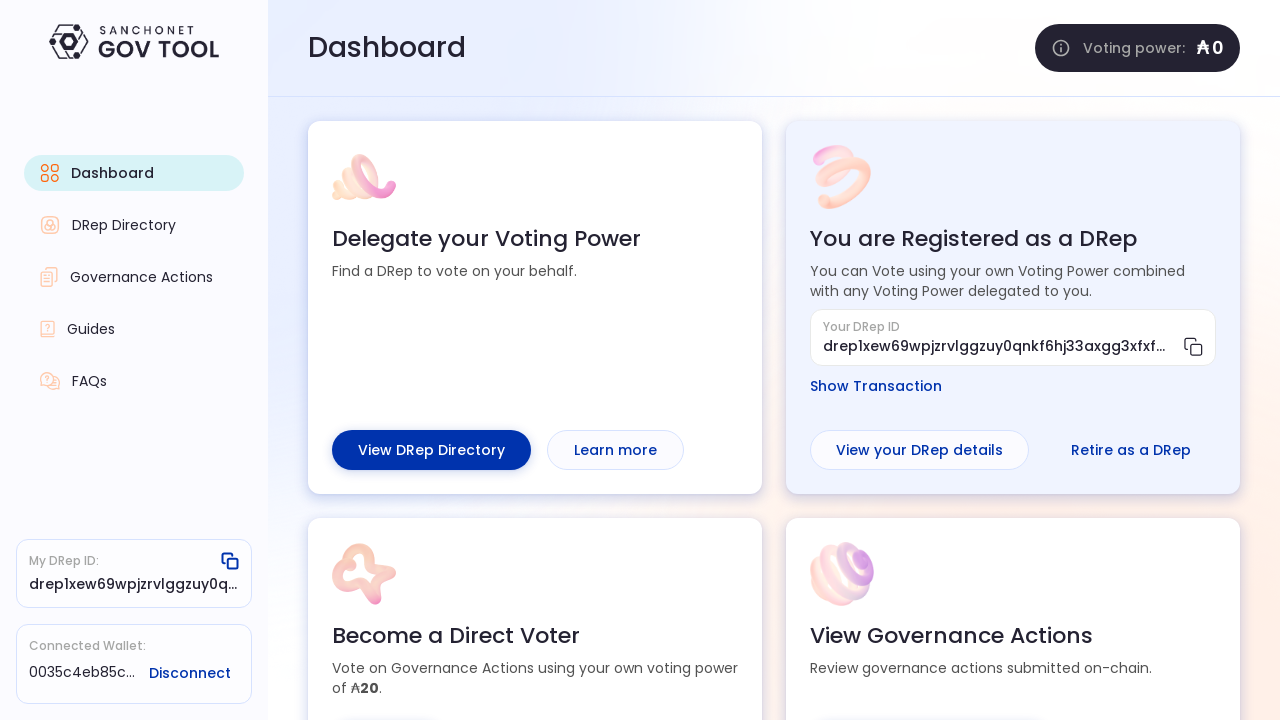 SANCHONET
GOV TOOL
Dashboard
DRep Directory
Governance Actions
Guides
FAQs
My DRep ID:
drep1xew69wpjzrvlggzuy0q...
Connected Wallet:
0035c4eb85c...
Disconnect
Dashboard
Voting power: ₳0
Delegate your Voting Power
Find a DRep to vote on your behalf.
View DRep Directory
Learn more
You are Registered as a DRep
You can Vote using your own Voting Power combined
with any Voting Power delegated to you.
Your DRep ID
drep1xew69wpjzrvlggzuy0qnkf6hj33axgg3xfxf...
Show Transaction
View your DRep details
Retire as a DRep
Become a Direct Voter
Vote on Governance Actions using your own voting power
of ₳20.
View Governance Actions
Review governance actions submitted on-chain.